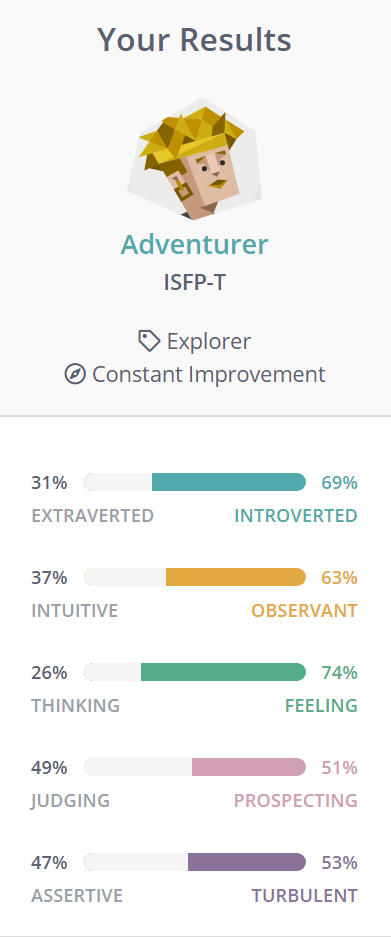 Your Results
Adventurer
ISFP-T
Explorer
Constant Improvement
31% 69%
EXTRAVERTED INTROVERTED
37% 63%
INTUITIVE OBSERVANT
26% 74%
THINKING FEELING
49% 51%
JUDGING PROSPECTING
47% 53%
ASSERTIVE TURBULENT